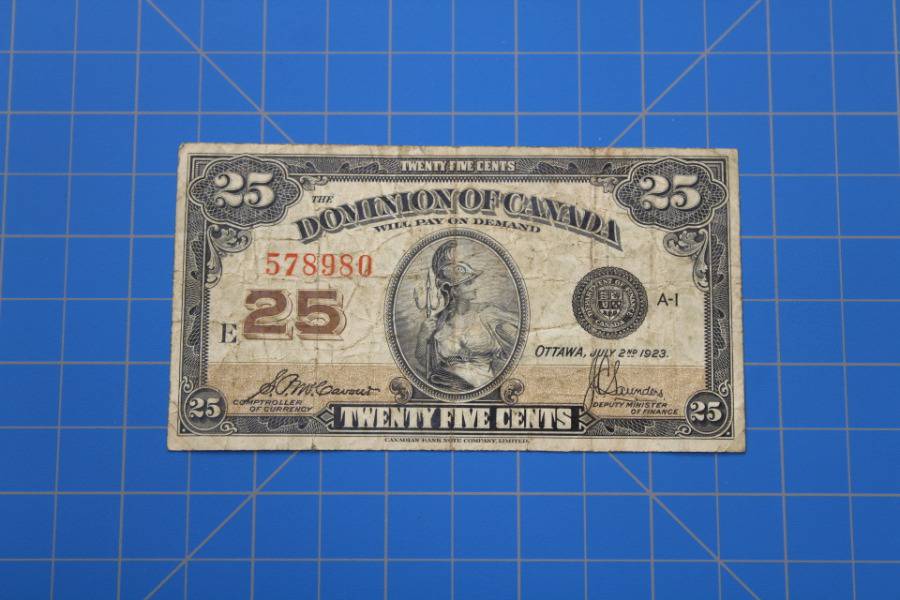 TWENTY FIVE CENTS
25 25
THE
DOMINION OF CANADA
WILL PAY ON DEMAND
578980
25
E
A-1
OTTAWA, JULY 2ND 1923.
COMPTROLLER
OF CURRENCY
J.C. Saunders
DEPUTY MINISTER
OF FINANCE
25 TWENTY FIVE CENTS 25
CANADIAN BANK NOTE COMPANY, LIMITED.